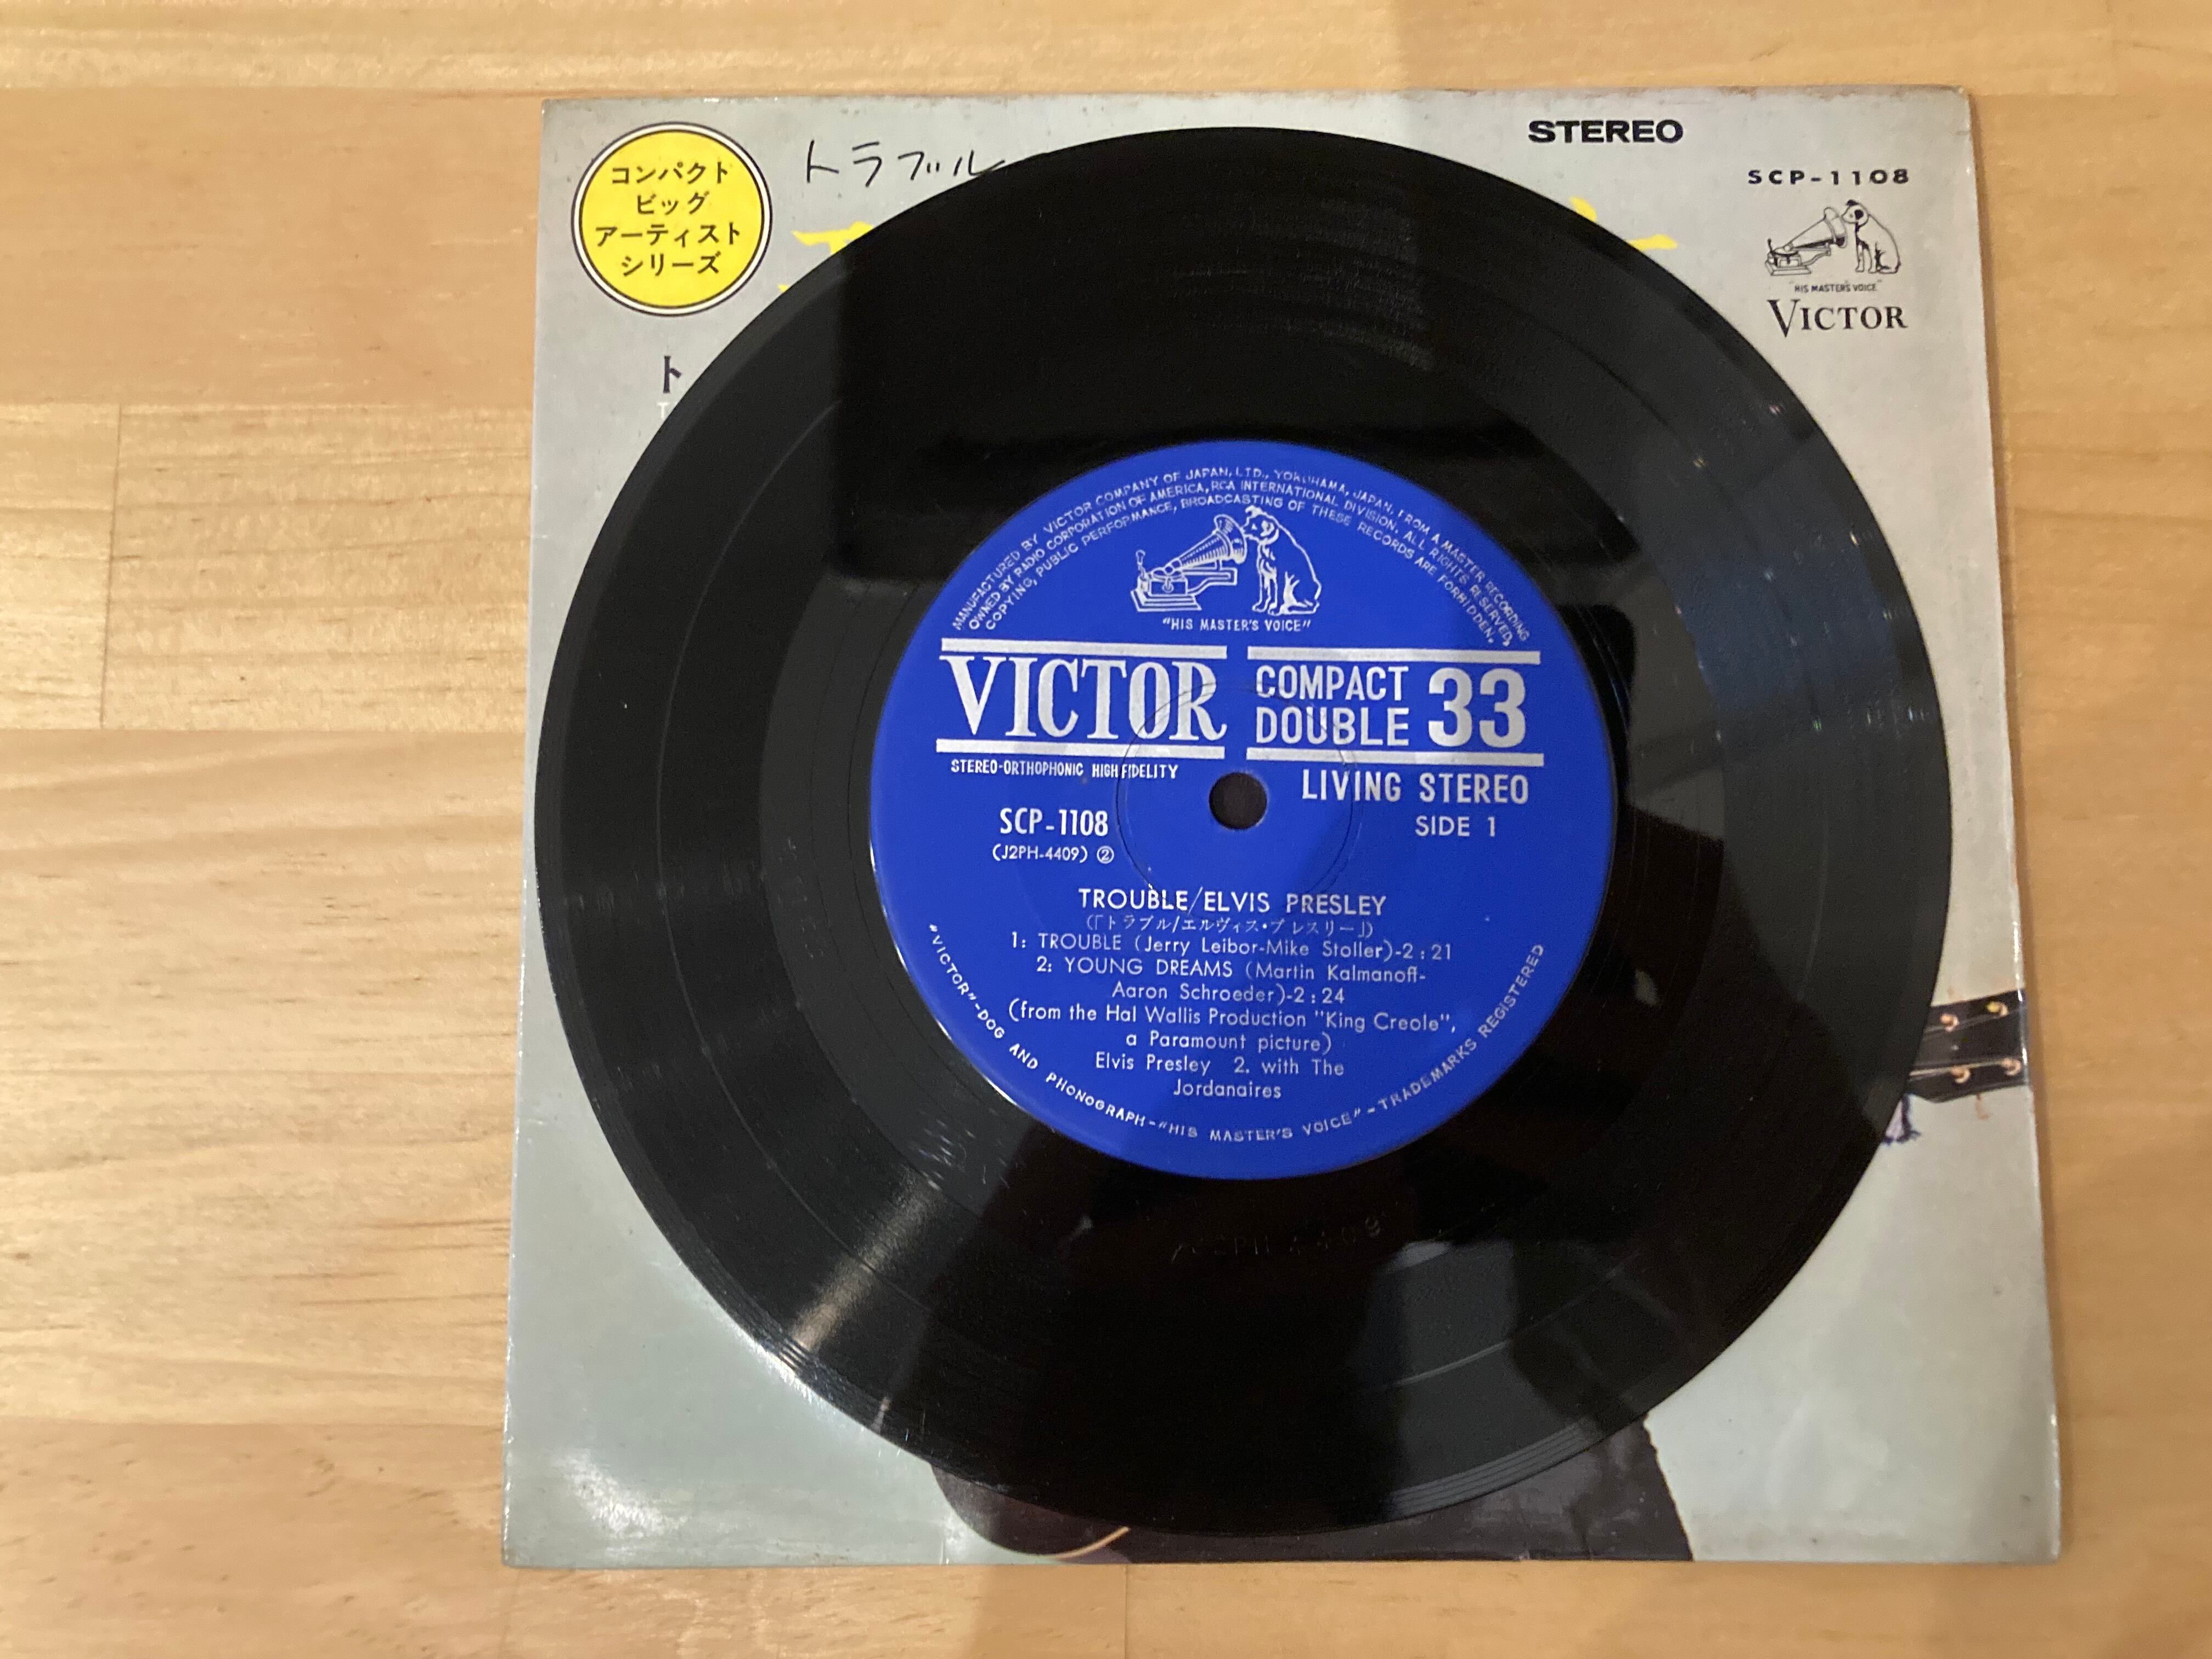 コンパクト
ビッグ
アーティスト
シリーズ
トラブル
STEREO
SCP-1108
"HIS MASTER'S VOICE"
VICTOR
ト
MANUFACTURED BY VICTOR COMPANY OF JAPAN, LTD., YOKOHAMA, JAPAN, FROM A MASTER RECORDING
OWNED BY RADIO CORPORATION OF AMERICA, RCA INTERNATIONAL DIVISION. ALL RIGHTS RESERVED,
COPYING, PUBLIC PERFORMANCE, BROADCASTING OF THESE RECORDS ARE FORBIDDEN.
"HIS MASTER'S VOICE"
VICTOR
COMPACT
DOUBLE 33
STEREO-ORTHOPHONIC HIGH FIDELITY
LIVING STEREO
SCP-1108
SIDE 1
(J2PH-4409) ②
TROUBLE/ELVIS PRESLEY
(「トラブル/エルヴィス・プレスリー」)
1: TROUBLE (Jerry Leibor-Mike Stoller)-2:21
2: YOUNG DREAMS (Martin Kalmanoff-
Aaron Schroeder)-2:24
(from the Hal Wallis Production "King Creole",
a Paramount picture)
Elvis Presley 2. with The
Jordanaires
"VICTOR"-DOG AND PHONOGRAPH-"HIS MASTER'S VOICE"-TRADEMARKS REGISTERED